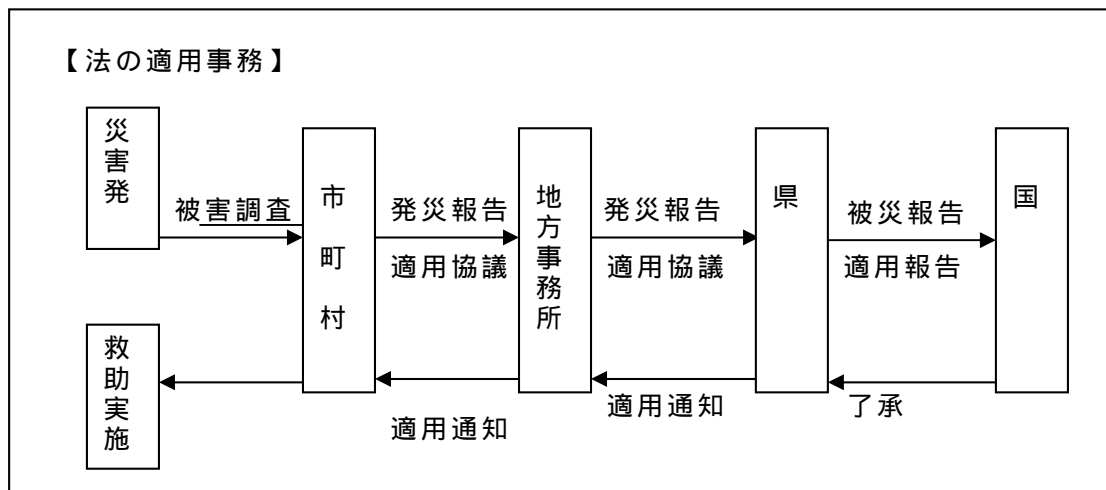 【法の適用事務】
災害発
被害調査
市町村
発災報告
適用協議
地方事務所
発災報告
適用協議
県
被災報告
適用報告
国
救助実施
適用通知
適用通知
了承